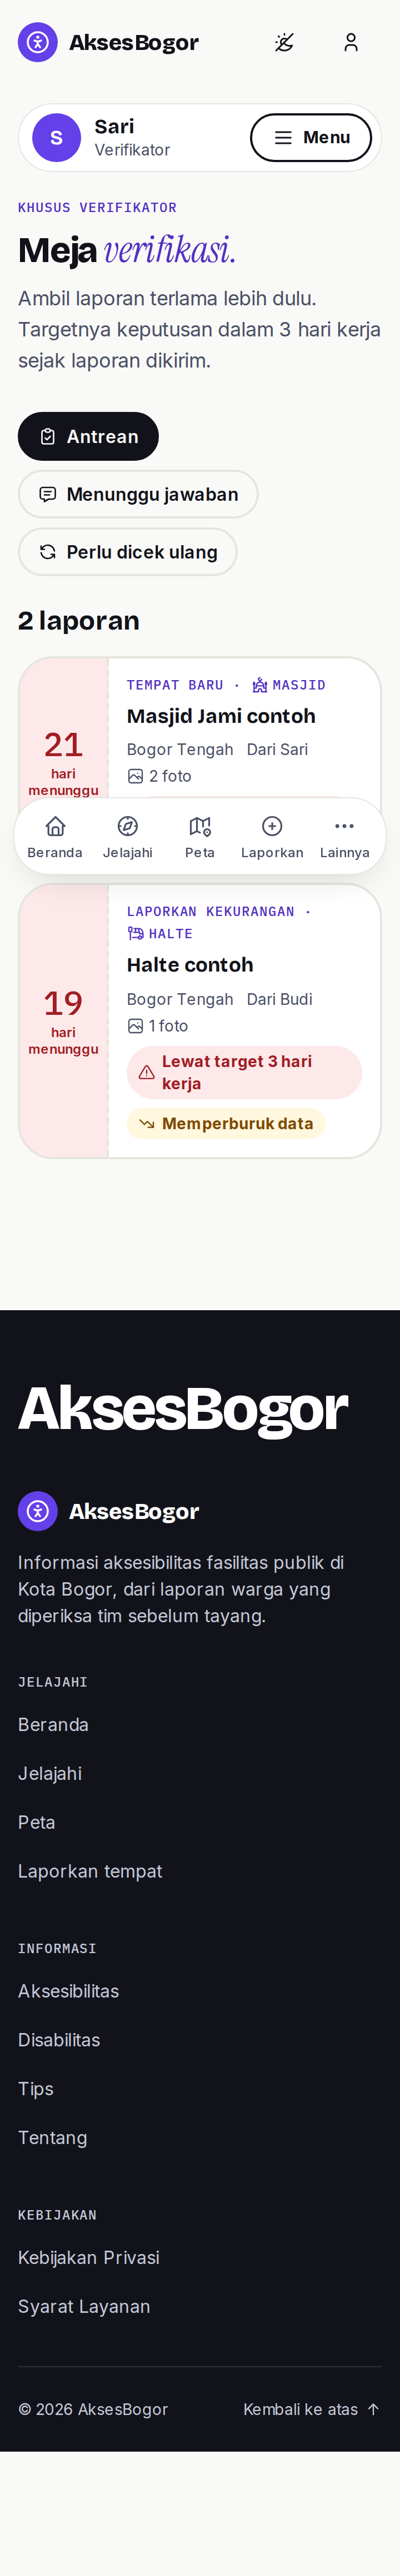 AksesBogor
S
Sari
Verifikator
Menu
KHUSUS VERIFIKATOR
Meja verifikasi.
Ambil laporan terlama lebih dulu.
Targetnya keputusan dalam 3 hari kerja
sejak laporan dikirim.
Antrean
Menunggu jawaban
Perlu dicek ulang
2 laporan
21
hari
menunggu
TEMPAT BARU · MASJID
Masjid Jami contoh
Bogor Tengah Dari Sari
2 foto
Beranda
Jelajahi
Peta
Laporkan
Lainnya
19
hari
menunggu
LAPORKAN KEKURANGAN ·
HALTE
Halte contoh
Bogor Tengah Dari Budi
1 foto
Lewat target 3 hari
kerja
Memperburuk data
AksesBogor
AksesBogor
Informasi aksesibilitas fasilitas publik di
Kota Bogor, dari laporan warga yang
diperiksa tim sebelum tayang.
JELAJAHI
Beranda
Jelajahi
Peta
Laporkan tempat
INFORMASI
Aksesibilitas
Disabilitas
Tips
Tentang
KEBIJAKAN
Kebijakan Privasi
Syarat Layanan
© 2026 AksesBogor
Kembali ke atas ↑